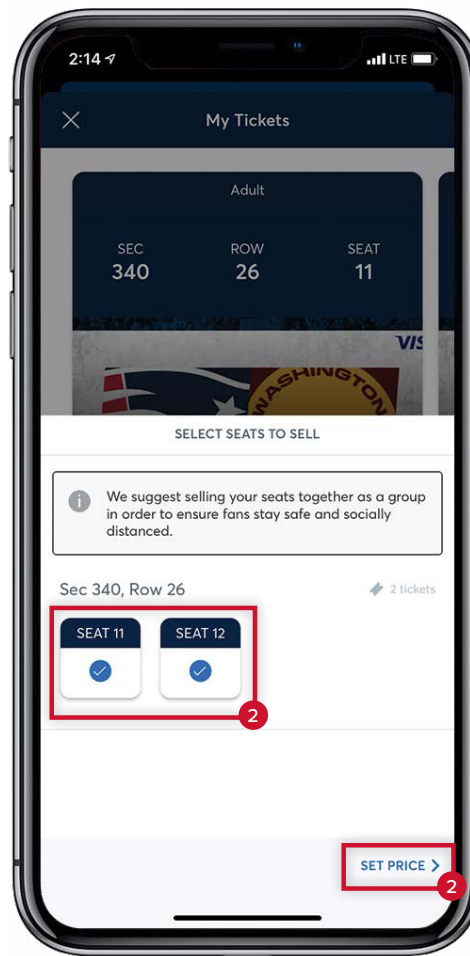 2:14
LTE
My Tickets
Adult
SEC ROW SEAT
340 26 11
VIS
WASHINGTON
SELECT SEATS TO SELL
We suggest selling your seats together as a group
in order to ensure fans stay safe and socially
distanced.
Sec 340, Row 26 2 tickets
SEAT 11 SEAT 12
2
SET PRICE >
2